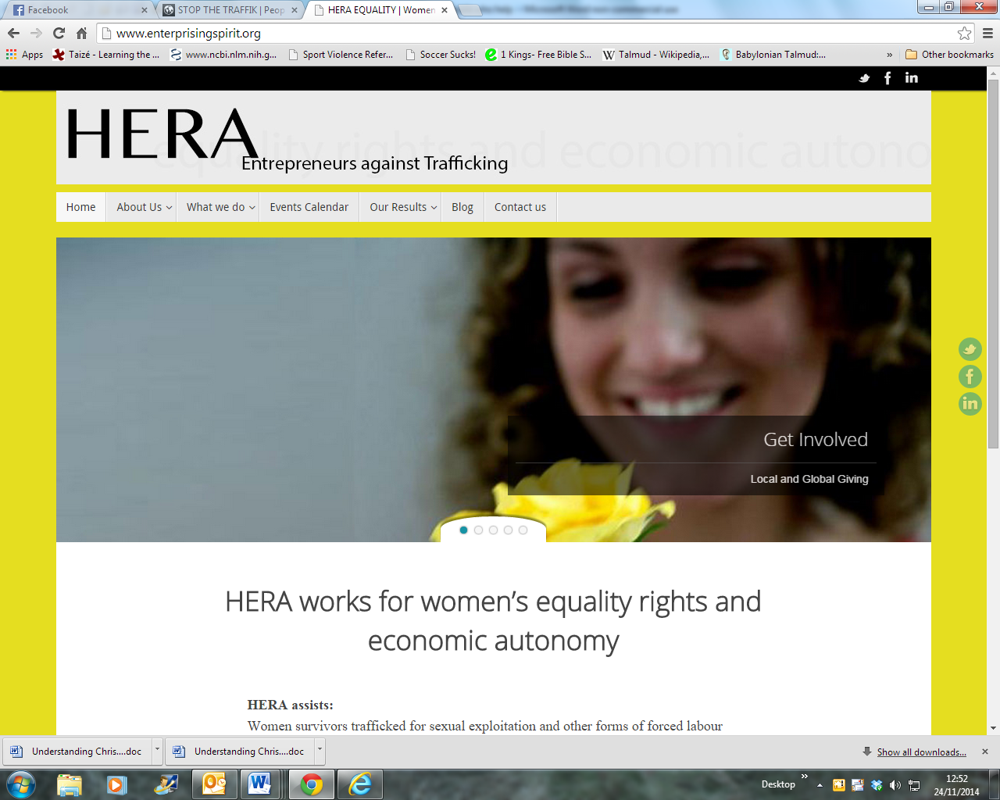 Facebook
STOP THE TRAFFIK | Peop
HERA EQUALITY | Women
www.enterprisingspirit.org
Apps
Taizé - Learning the ...
www.ncbi.nlm.nih.g...
Sport Violence Refer...
Soccer Sucks!
1 Kings- Free Bible S...
Talmud - Wikipedia,...
Babylonian Talmud:...
»
Other bookmarks
HERA
equality rights and economic autono
Entrepreneurs against Trafficking
Home
About Us
What we do
Events Calendar
Our Results
Blog
Contact us
Get Involved
Local and Global Giving
HERA works for women’s equality rights and
economic autonomy
HERA assists:
Women survivors trafficked for sexual exploitation and other forms of forced labour
Understanding Chris....doc
Understanding Chris....doc
Show all downloads...
Desktop
»
12:52
24/11/2014